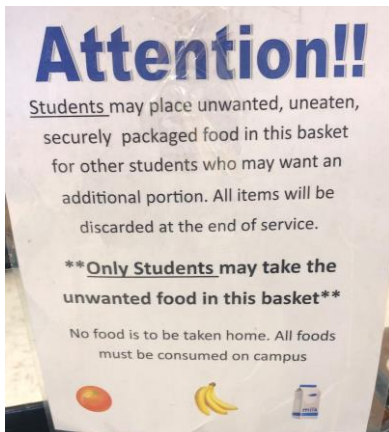 Attention!!
Students may place unwanted, uneaten,
securely packaged food in this basket
for other students who may want an
additional portion. All items will be
discarded at the end of service.
**Only Students may take the
unwanted food in this basket**
No food is to be taken home. All foods
must be consumed on campus
milk